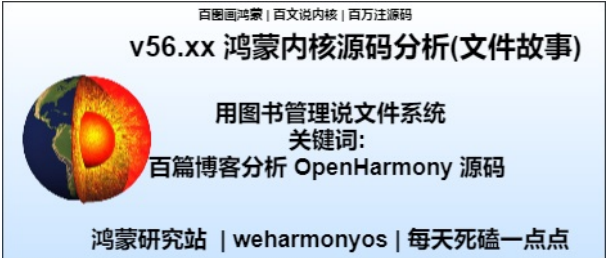 百图画鸿蒙 | 百文说内核 | 百万注源码
v56.xx 鸿蒙内核源码分析(文件故事)
用图书管理说文件系统
关键词:
百篇博客分析 OpenHarmony 源码
鸿蒙研究站 | weharmonyos | 每天死磕一点点